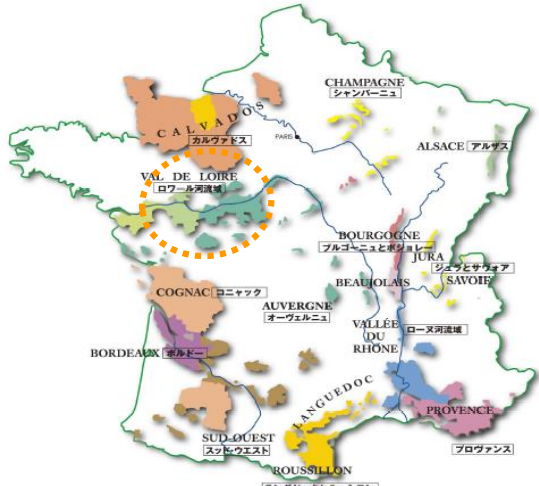 CHAMPAGNE
シャンパーニュ
CALVADOS
カルヴァドス
PARIS
ALSACE アルザス
VAL DE LOIRE
ロワール河流域
BOURGOGNE
ブルゴーニュとボジョレー
JURA
ジュラとサヴォア
SAVOIE
BEAUJOLAIS
COGNAC コニャック
AUVERGNE
オーヴェルニュ
VALLÉE
DU
RHÔNE
ローヌ河流域
BORDEAUX ボルドー
LANGUEDOC
PROVENCE
プロヴァンス
SUD-OUEST
スッド・ウエスト
ROUSSILLON